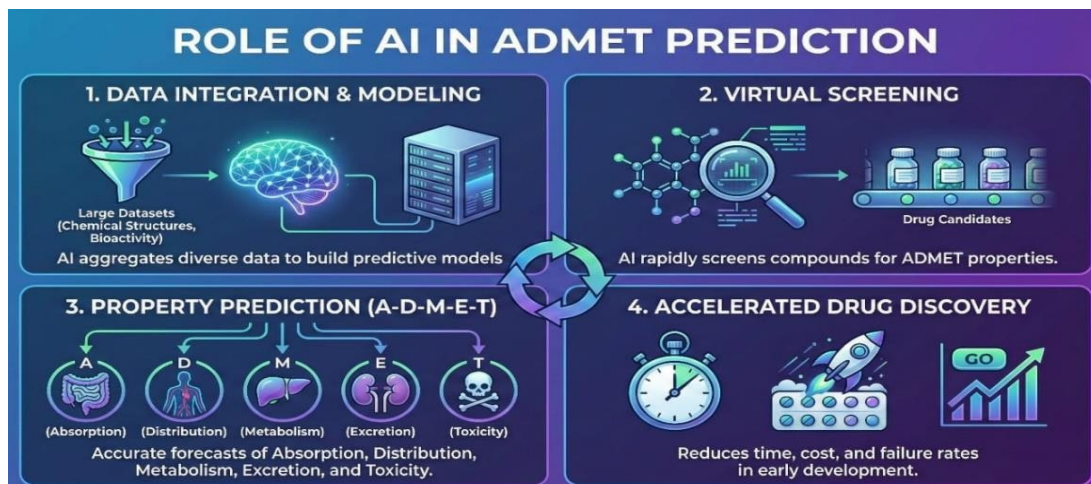 ROLE OF AI IN ADMET PREDICTION
1. DATA INTEGRATION & MODELING
Large Datasets
(Chemical Structures,
Bioactivity)
AI aggregates diverse data to build predictive models
2. VIRTUAL SCREENING
Drug Candidates
AI rapidly screens compounds for ADMET properties.
3. PROPERTY PREDICTION (A-D-M-E-T)
A D M E T
(Absorption) (Distribution) (Metabolism) (Excretion) (Toxicity)
Accurate forecasts of Absorption, Distribution,
Metabolism, Excretion, and Toxicity.
4. ACCELERATED DRUG DISCOVERY
GO
Reduces time, cost, and failure rates
in early development.